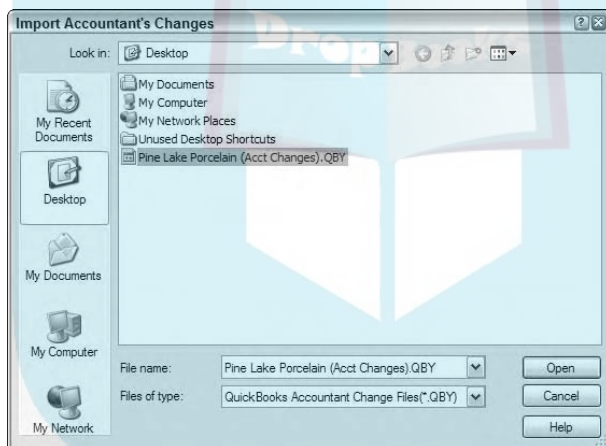 Import Accountant's Changes
Look in:
Desktop
My Recent
Documents
Desktop
My Documents
My Computer
My Network
My Documents
My Computer
My Network Places
Unused Desktop Shortcuts
Pine Lake Porcelain (Acct Changes).QBY
File name:
Pine Lake Porcelain (Acct Changes).QBY
Open
Files of type:
QuickBooks Accountant Change Files(*.QBY)
Cancel
Help